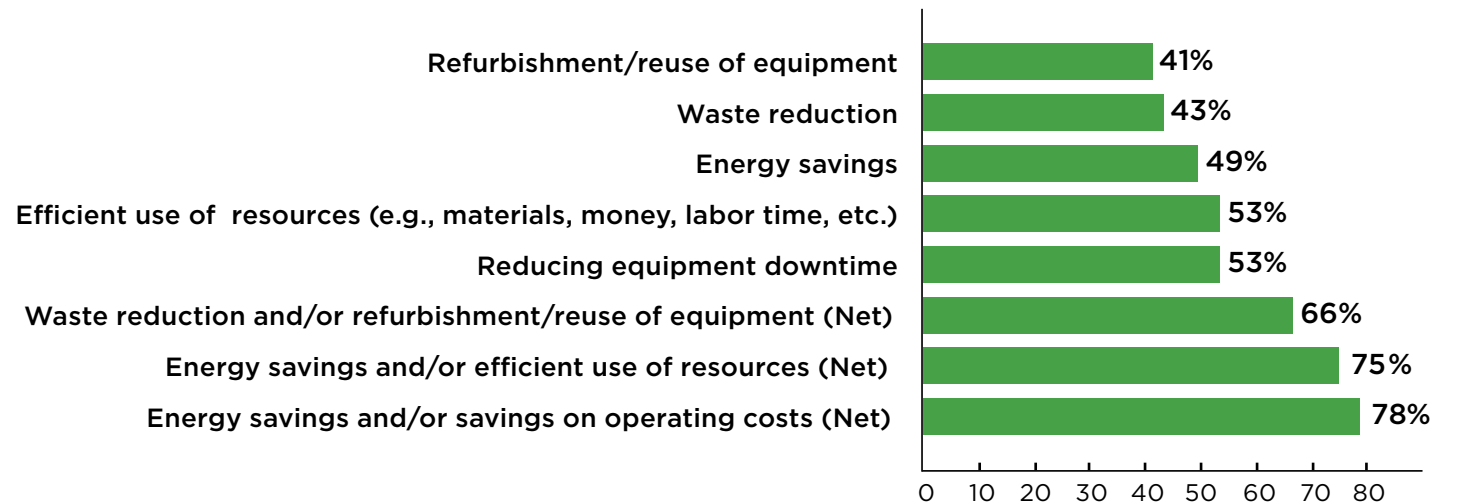 Refurbishment/reuse of equipment 41%
Waste reduction 43%
Energy savings 49%
Efficient use of  resources (e.g., materials, money, labor time, etc.) 53%
Reducing equipment downtime 53%
Waste reduction and/or refurbishment/reuse of equipment (Net) 66%
Energy savings and/or efficient use of resources (Net) 75%
Energy savings and/or savings on operating costs (Net) 78%
0 10 20 30 40 50 60 70 80